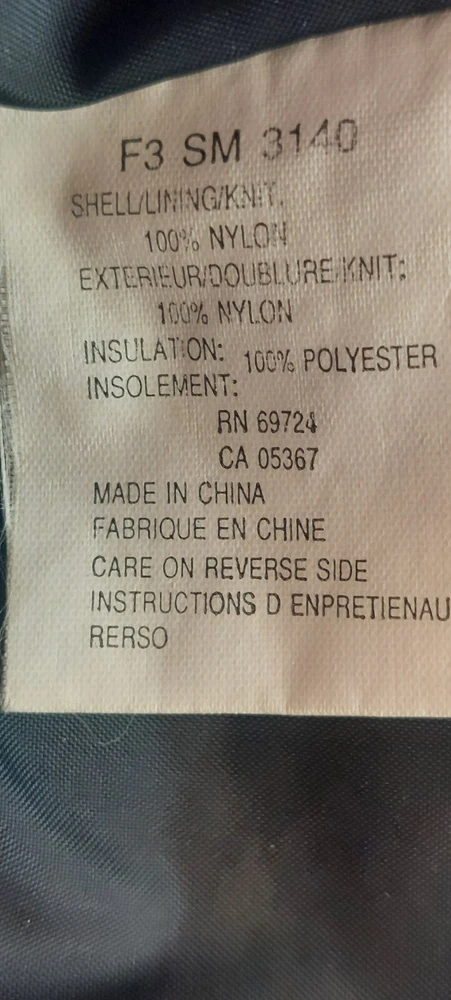 F3 SM 3140
SHELL/LINING/KNIT.
100% NYLON
EXTERIEUR/DOUBLURE/KNIT:
100% NYLON
INSULATION: 100% POLYESTER
INSOLEMENT:
RN 69724
CA 05367
MADE IN CHINA
FABRIQUE EN CHINE
CARE ON REVERSE SIDE
INSTRUCTIONS D ENPRETIENAU
RERSO